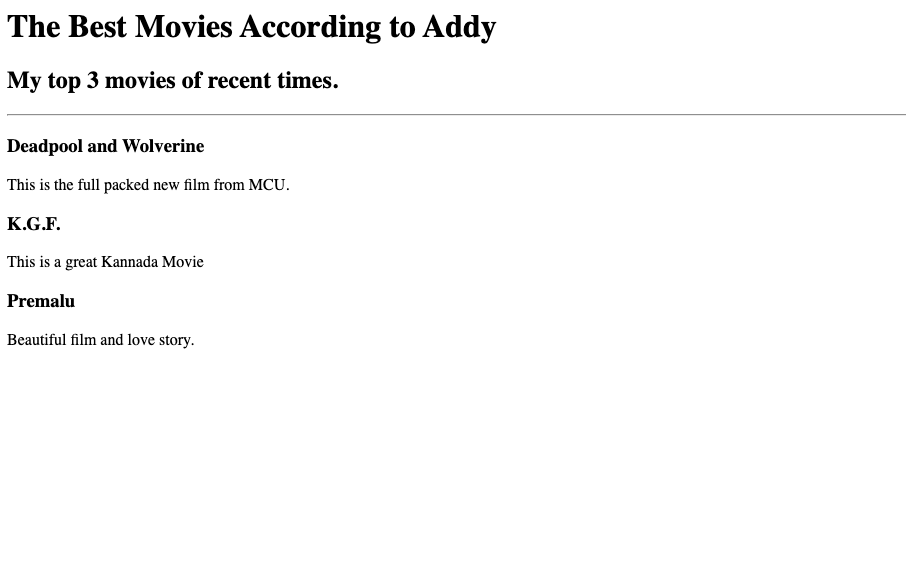 The Best Movies According to Addy
My top 3 movies of recent times.
Deadpool and Wolverine
This is the full packed new film from MCU.
K.G.F.
This is a great Kannada Movie
Premalu
Beautiful film and love story.